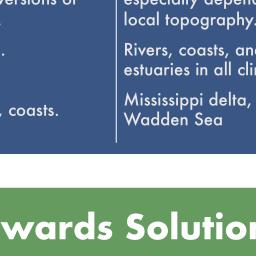 versions of
especially depend
local topography.
.
Rivers, coasts, and
estuaries in all cli
, coasts.
Mississippi delta,
Wadden Sea
wards Solution